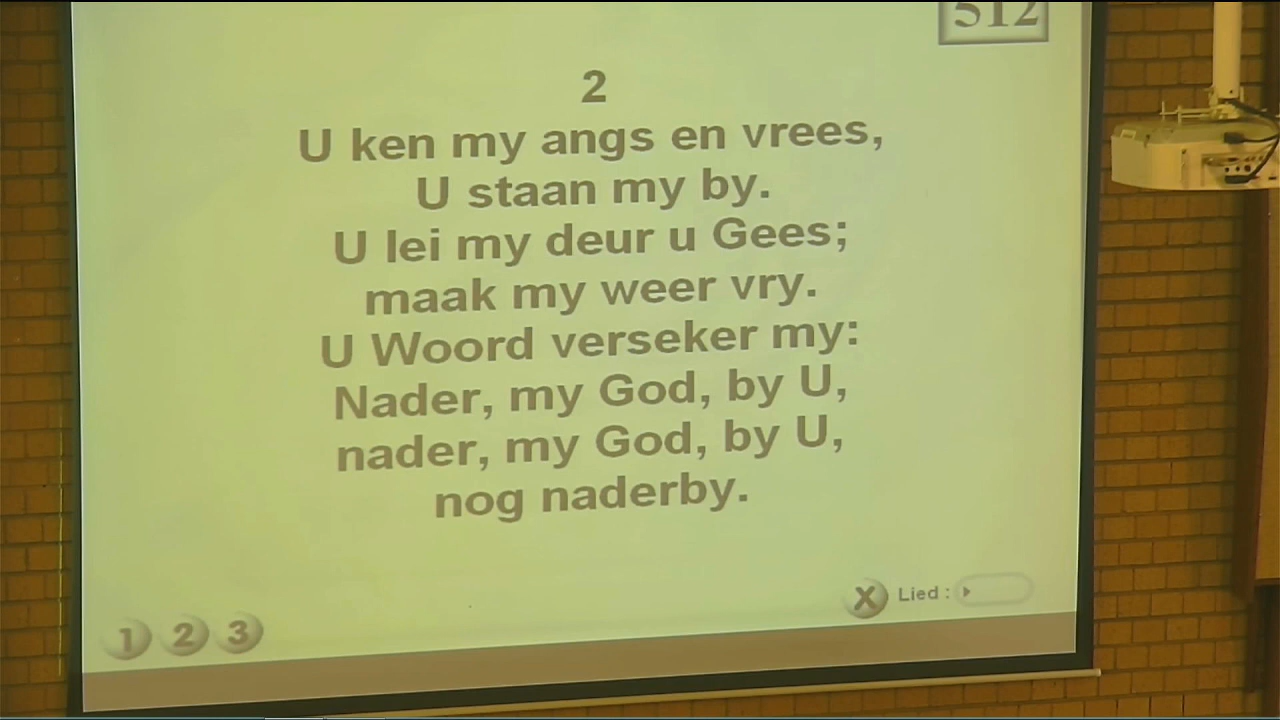 512
2
U ken my angs en vrees,
U staan my by.
U lei my deur u Gees;
maak my weer vry.
U Woord verseker my:
Nader, my God, by U,
nader, my God, by U,
nog naderby.
X Lied :
1 2 3